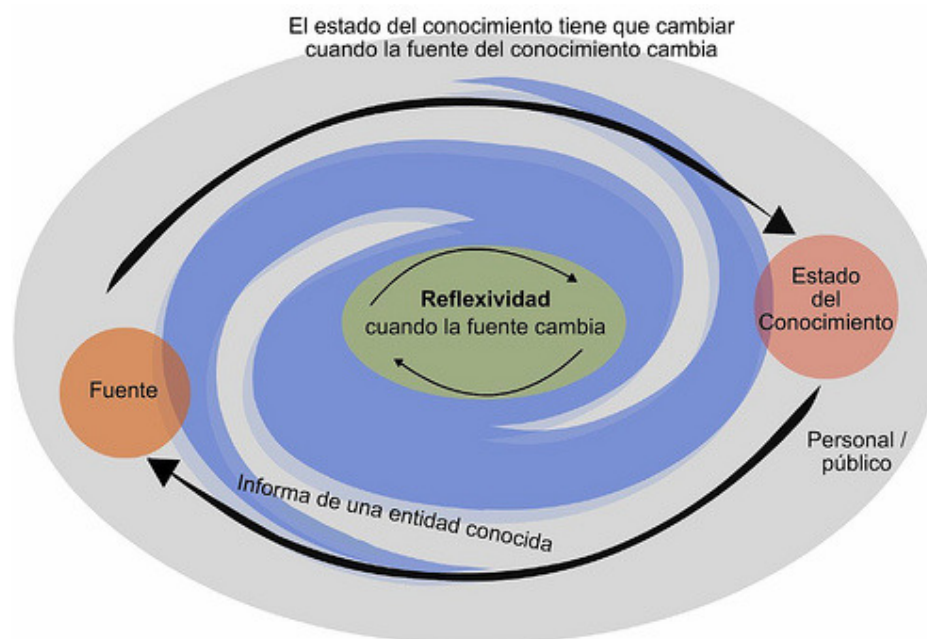 El estado del conocimiento tiene que cambiar
cuando la fuente del conocimiento cambia
Estado
del
Conocimiento
Reflexividad
cuando la fuente cambia
Fuente
Personal /
público
Informa de una entidad conocida